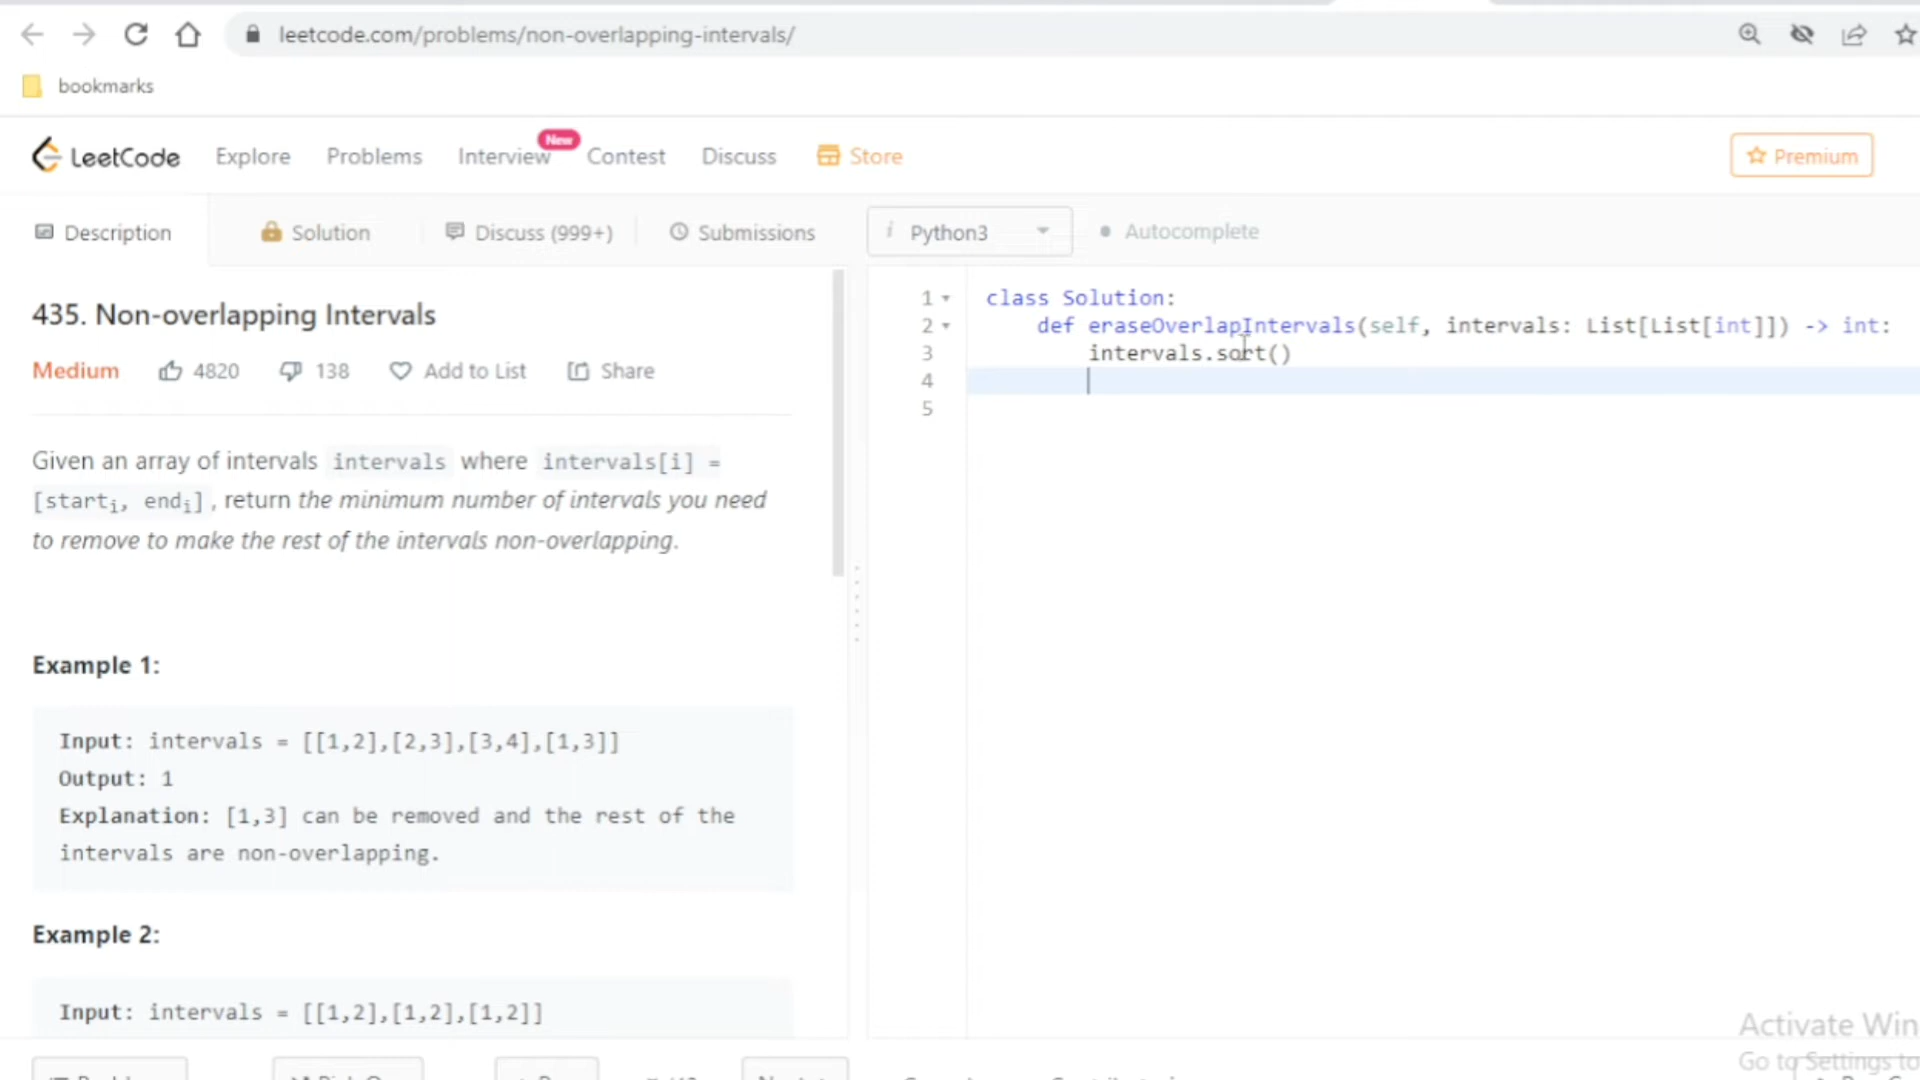 leetcode.com/problems/non-overlapping-intervals/
bookmarks
LeetCode Explore Problems Interview New Contest Discuss Store Premium
Description Solution Discuss (999+) Submissions
i Python3 Autocomplete
435. Non-overlapping Intervals
Medium 4820 138 Add to List Share
Given an array of intervals intervals where intervals[i] =
[starti, endi], return the minimum number of intervals you need
to remove to make the rest of the intervals non-overlapping.
Example 1:
Input: intervals = [[1,2],[2,3],[3,4],[1,3]]
Output: 1
Explanation: [1,3] can be removed and the rest of the
intervals are non-overlapping.
Example 2:
Input: intervals = [[1,2],[1,2],[1,2]]
1 class Solution:
2 def eraseOverlapIntervals(self, intervals: List[List[int]]) -> int:
3 intervals.sort()
4
5
Activate Win
Go to Settings to